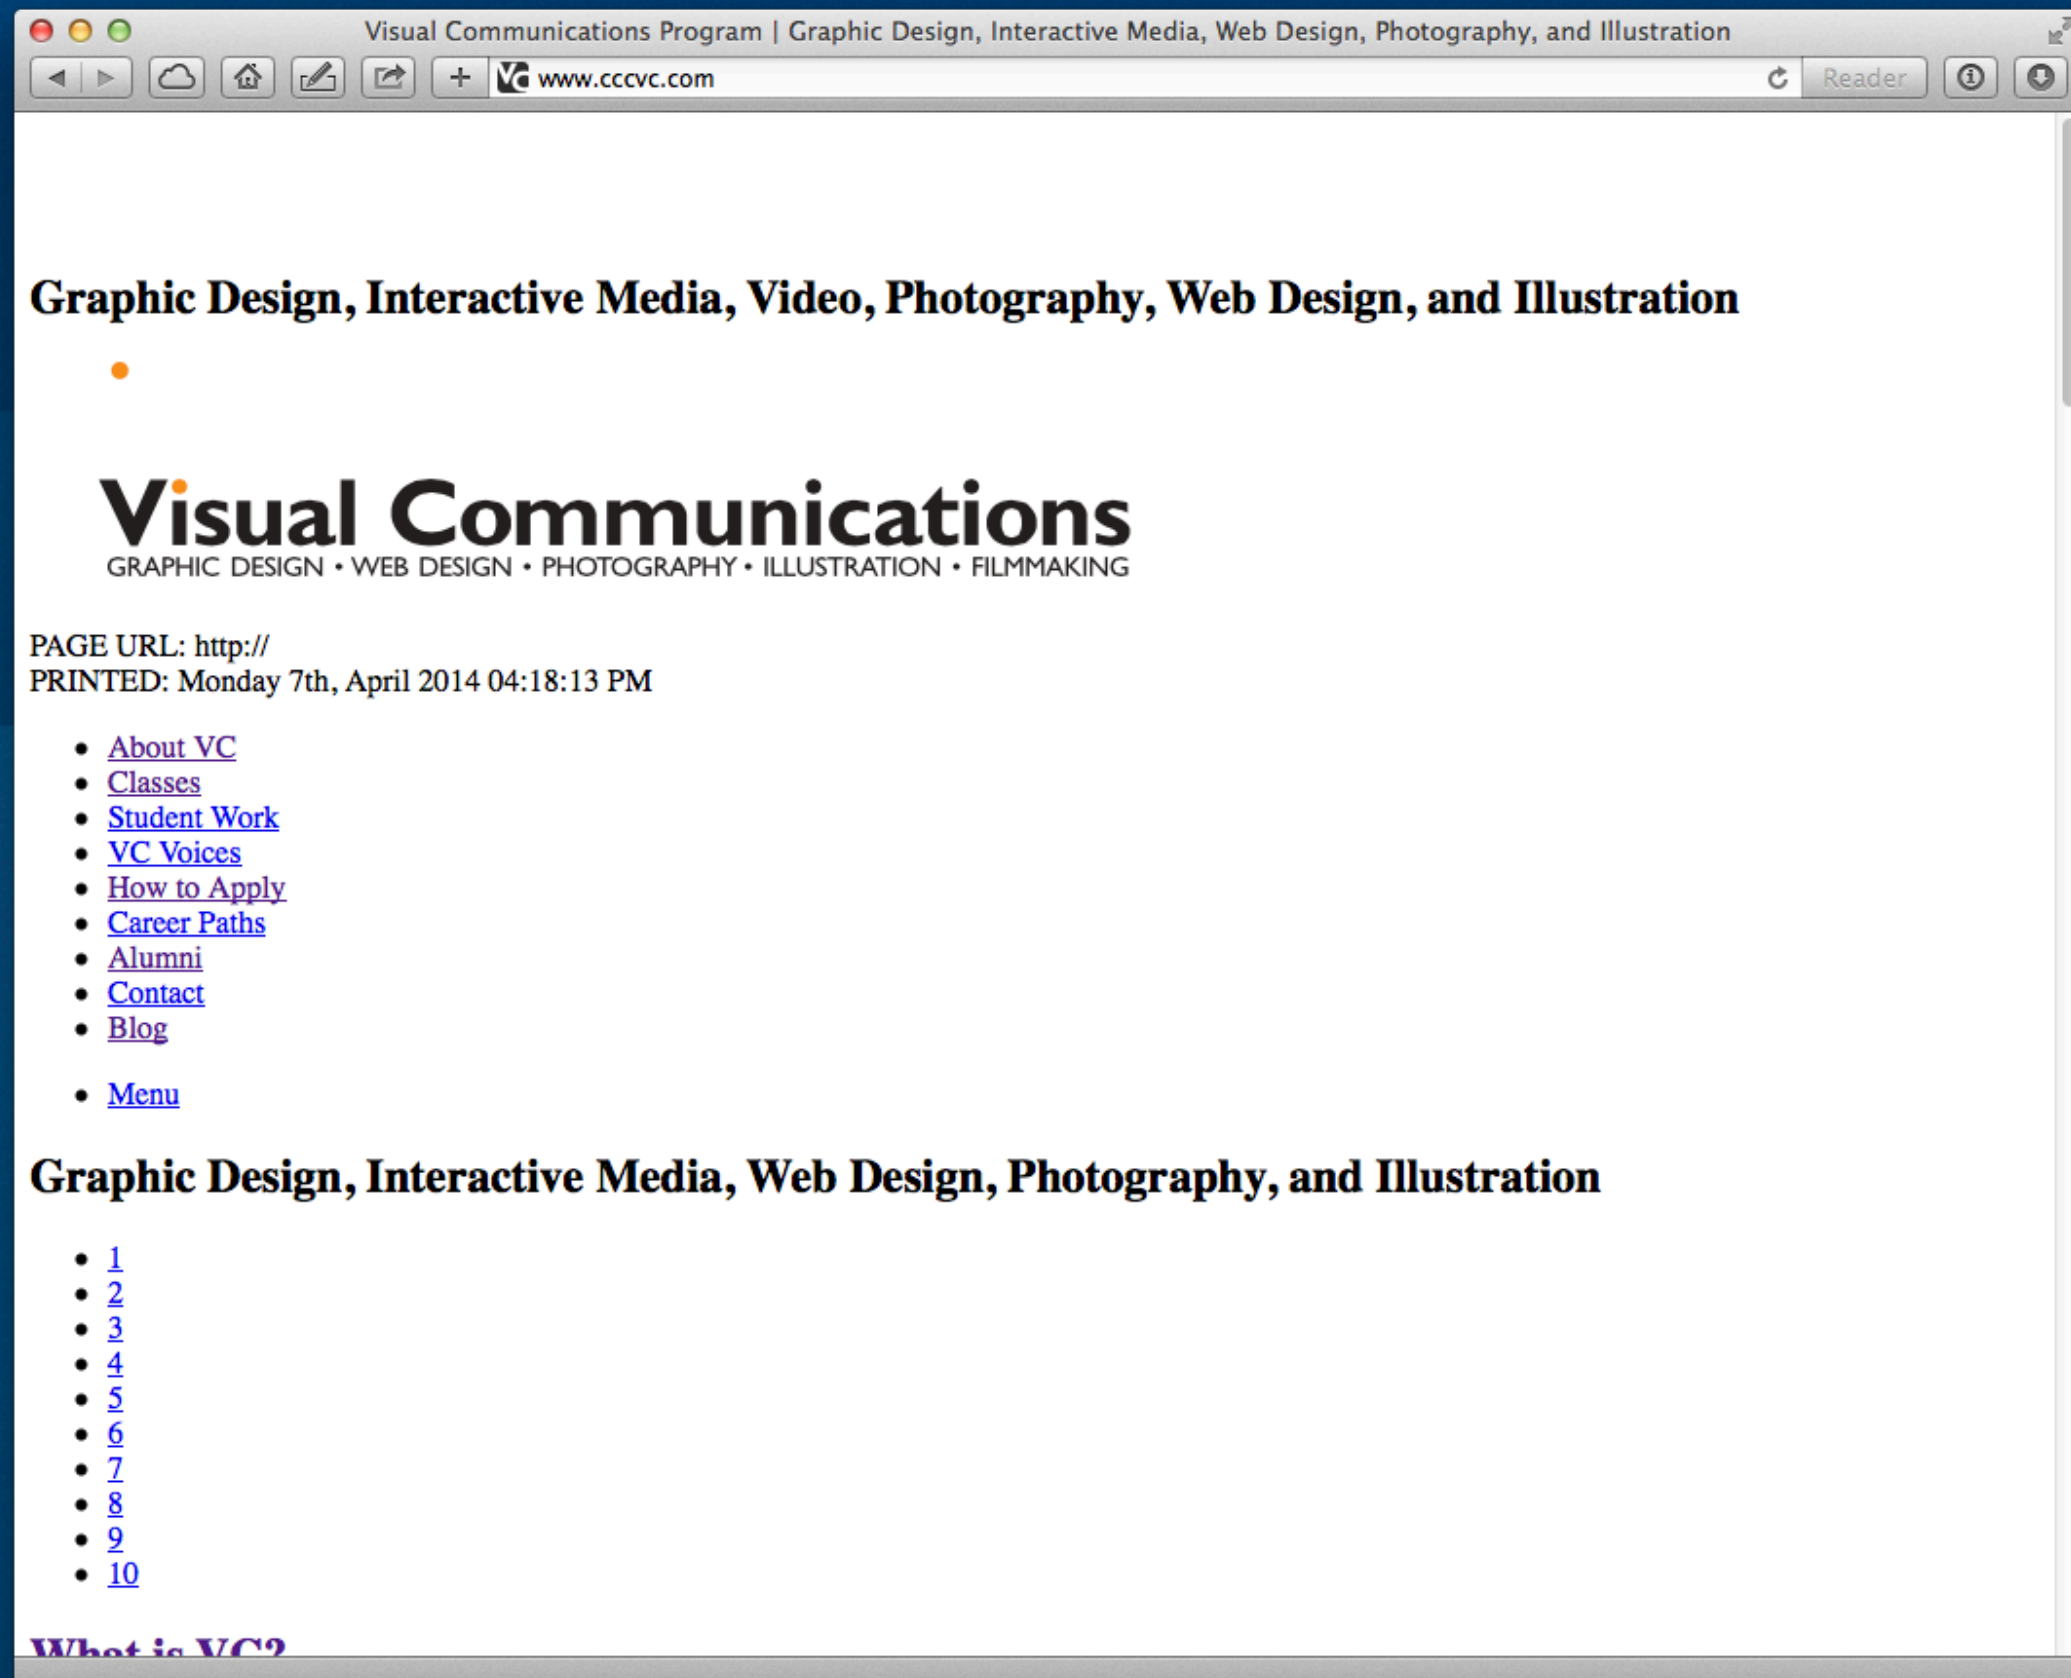 Visual Communications Program | Graphic Design, Interactive Media, Web Design, Photography, and Illustration
www.cccvc.com
Reader
Graphic Design, Interactive Media, Video, Photography, Web Design, and Illustration
Visual Communications
GRAPHIC DESIGN • WEB DESIGN • PHOTOGRAPHY • ILLUSTRATION • FILMMAKING
PAGE URL: http://
PRINTED: Monday 7th, April 2014 04:18:13 PM
• About VC
• Classes
• Student Work
• VC Voices
• How to Apply
• Career Paths
• Alumni
• Contact
• Blog
• Menu
Graphic Design, Interactive Media, Web Design, Photography, and Illustration
• 1
• 2
• 3
• 4
• 5
• 6
• 7
• 8
• 9
• 10
What is VC?